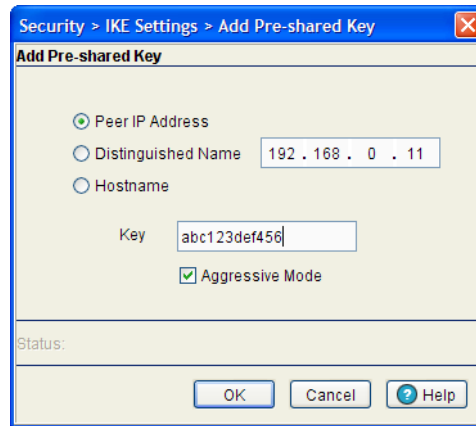 Security > IKE Settings > Add Pre-shared Key
Add Pre-shared Key
Peer IP Address
Distinguished Name 192 . 168 . 0 . 11
Hostname
Key abc123def456
Aggressive Mode
Status:
OK Cancel ? Help